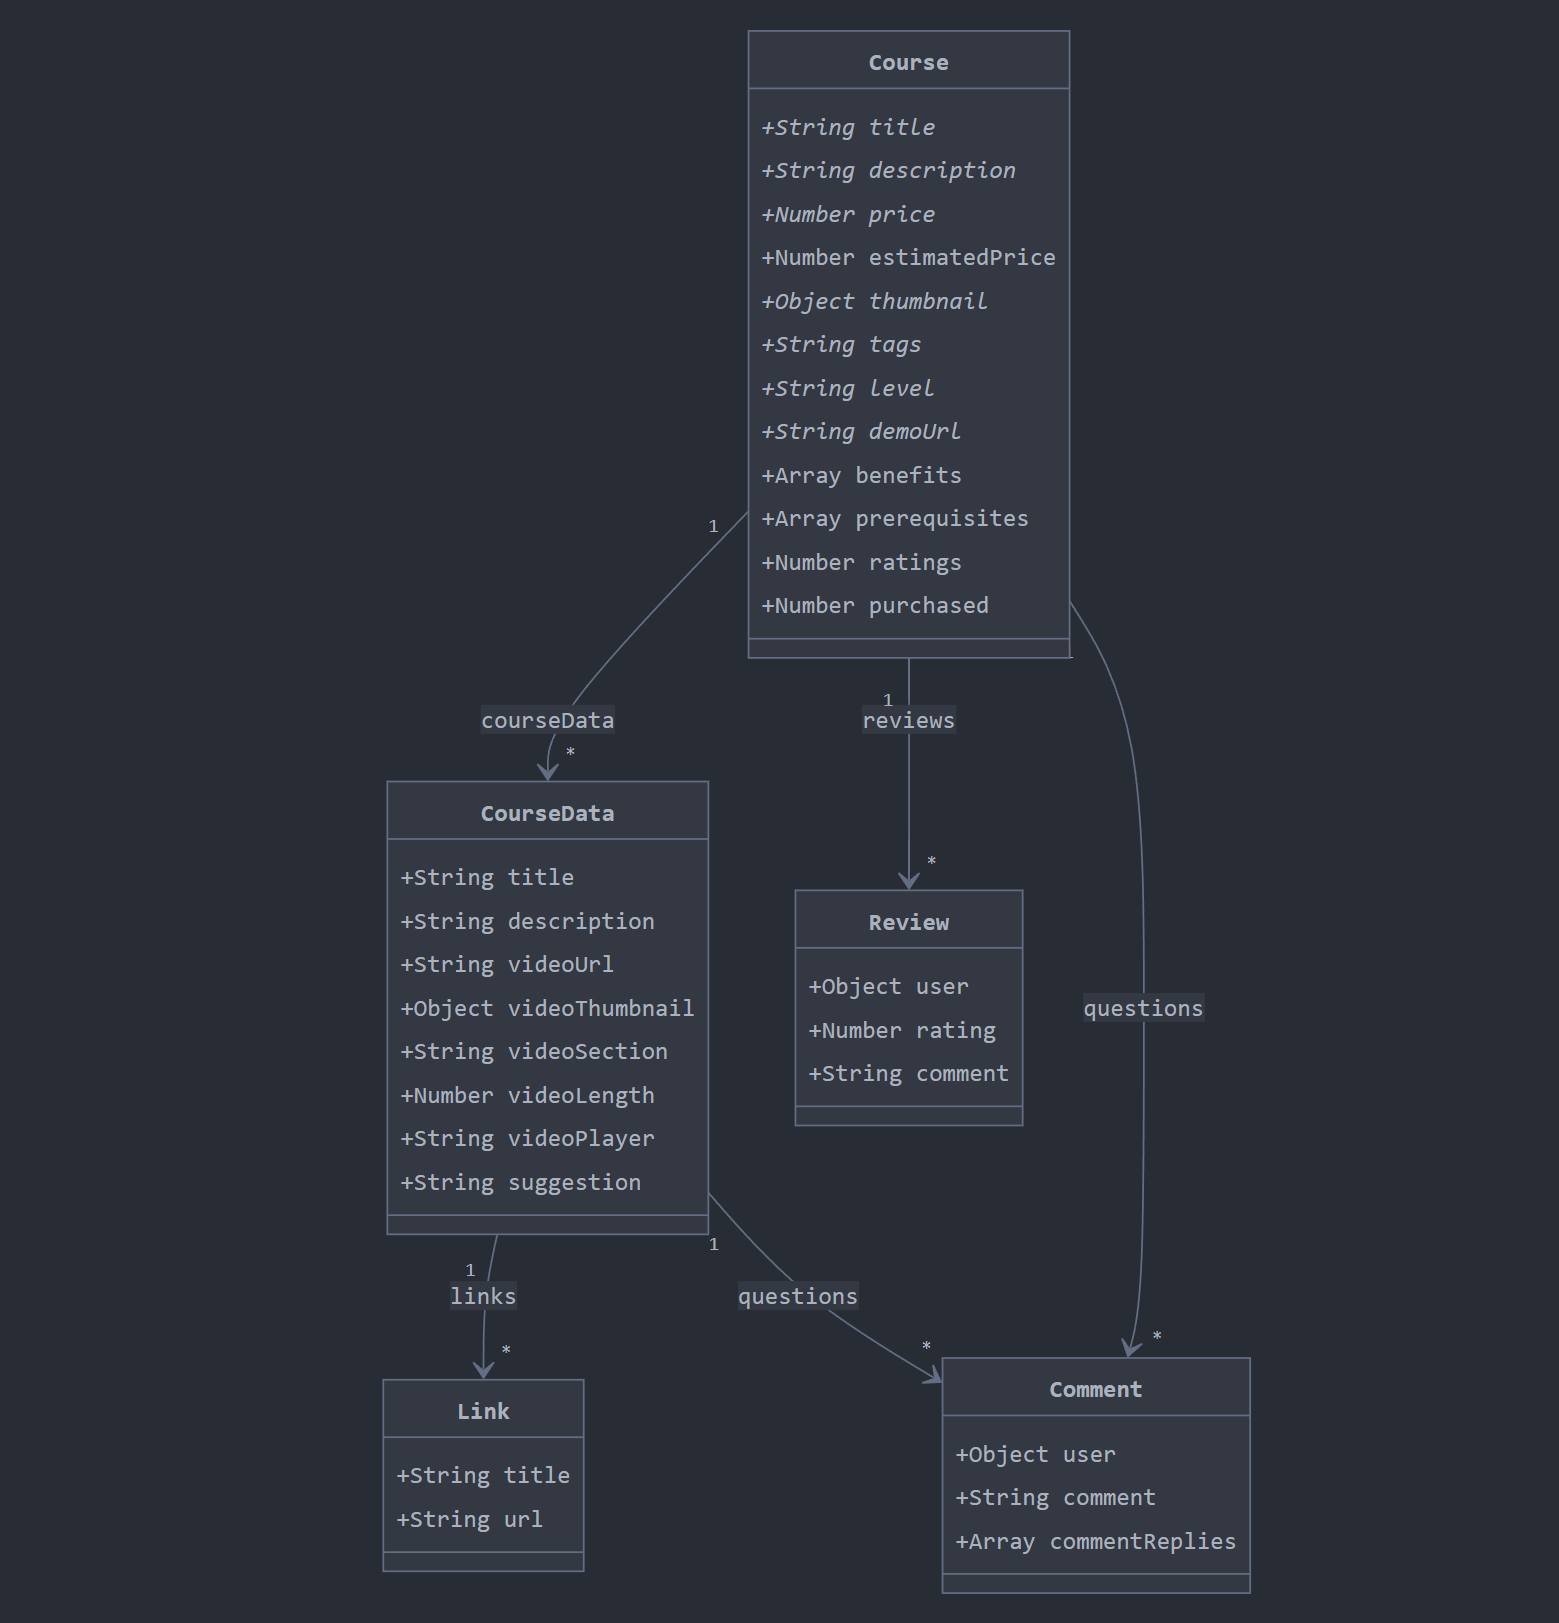 Course
+String title
+String description
+Number price
+Number estimatedPrice
+Object thumbnail
+String tags
+String level
+String demoUrl
+Array benefits
+Array prerequisites
+Number ratings
+Number purchased
1
courseData
*
1
reviews
*
CourseData
+String title
+String description
+String videoUrl
+Object videoThumbnail
+String videoSection
+Number videoLength
+String videoPlayer
+String suggestion
Review
+Object user
+Number rating
+String comment
questions
*
1
links
*
1
questions
*
Link
+String title
+String url
Comment
+Object user
+String comment
+Array commentReplies